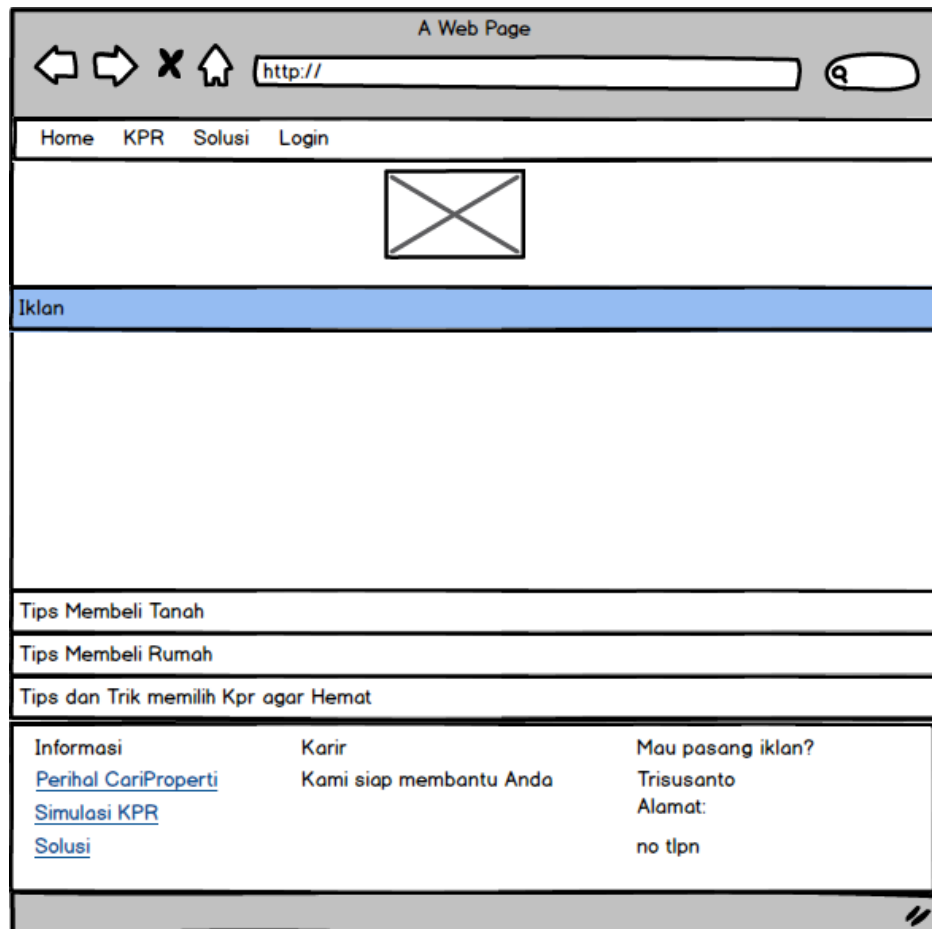 A Web Page
http://
Home KPR Solusi Login
Iklan
Tips Membeli Tanah
Tips Membeli Rumah
Tips dan Trik memilih Kpr agar Hemat
Informasi
Perihal CariProperti
Simulasi KPR
Solusi
Karir
Kami siap membantu Anda
Mau pasang iklan?
Trisusanto
Alamat:
no tlpn